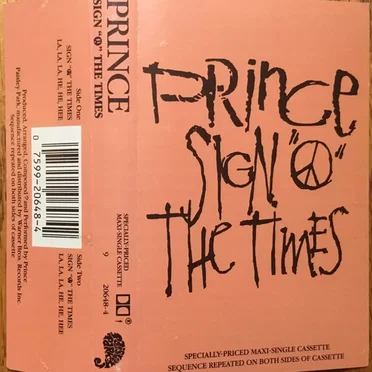 PRINCE
SIGN "☮" THE TIMES
Side One
SIGN "☮" THE TIMES
LA, LA, LA, HE, HE, HEE
Side Two
SIGN "☮" THE TIMES
LA, LA, LA, HE, HE, HEE
Produced, Arranged, Composed and Performed by Prince
Paisley Park, manufactured and distributed by Warner Bros. Records Inc
Sequence repeated on both sides of cassette
0 7599-20648-4
PRINCE
SIGN "☮" THE TIMES
SPECIALLY-PRICED
MAXI-SINGLE CASSETTE
9 20648-4
PRINCE
SIGN "☮"
THE TIMES
SPECIALLY-PRICED MAXI-SINGLE CASSETTE
SEQUENCE REPEATED ON BOTH SIDES OF CASSETTE